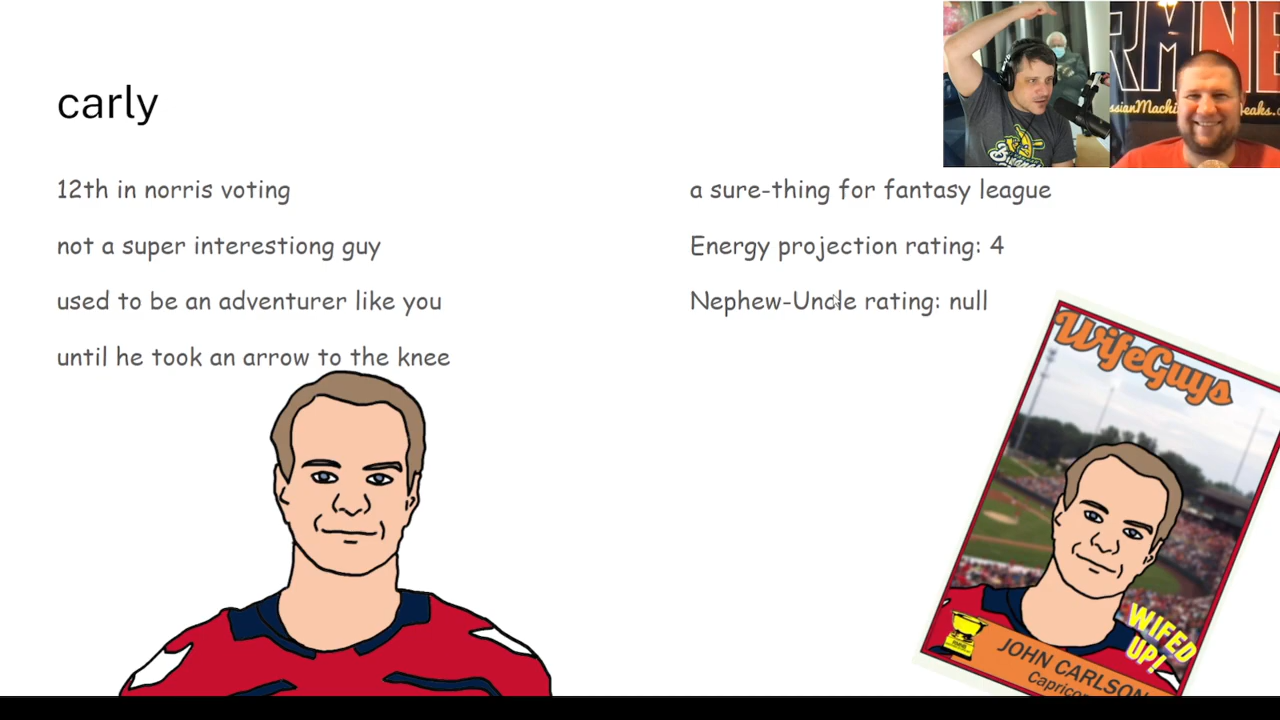 carly
12th in norris voting
not a super interestiong guy
used to be an adventurer like you
until he took an arrow to the knee
a sure-thing for fantasy league
Energy projection rating: 4
Nephew-Uncle rating: null
WifeGuys
WIFED
UP!
JOHN CARLSON